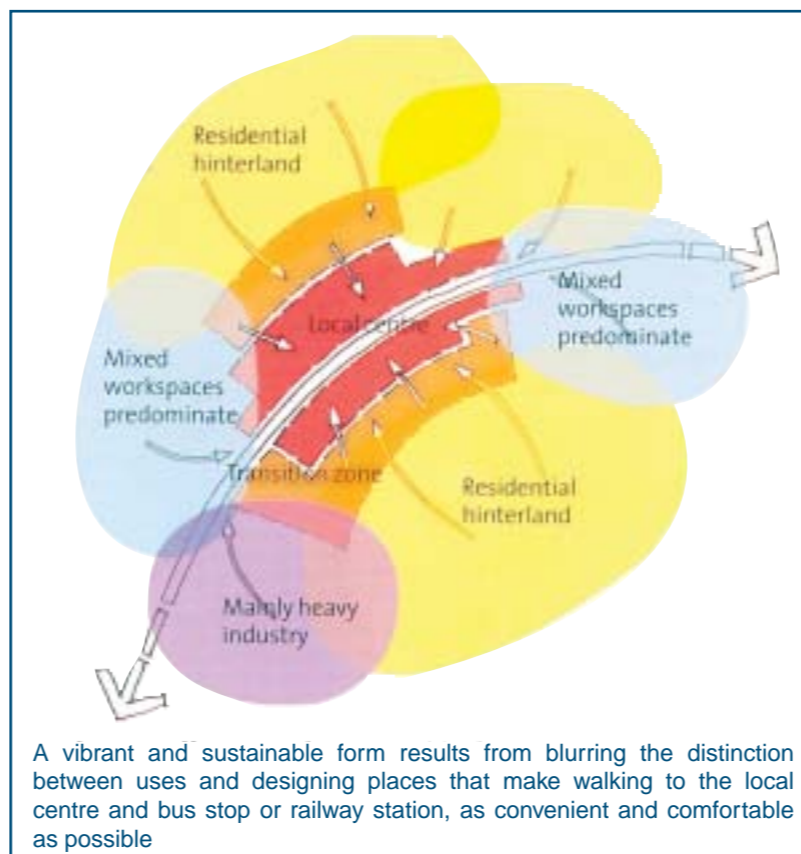 Residential
hinterland
Local centre
Mixed
workspaces
predominate
Mixed
workspaces
predominate
Transition zone
Residential
hinterland
Mainly heavy
industry
A vibrant and sustainable form results from blurring the distinction
between uses and designing places that make walking to the local
centre and bus stop or railway station, as convenient and comfortable
as possible